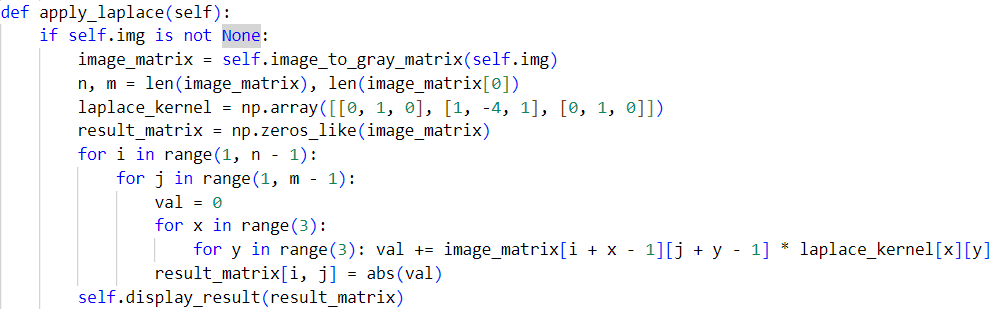 def apply_laplace(self):
    if self.img is not None:
        image_matrix = self.image_to_gray_matrix(self.img)
        n, m = len(image_matrix), len(image_matrix[0])
        laplace_kernel = np.array([[0, 1, 0], [1, -4, 1], [0, 1, 0]])
        result_matrix = np.zeros_like(image_matrix)
        for i in range(1, n - 1):
            for j in range(1, m - 1):
                val = 0
                for x in range(3):
                    for y in range(3): val += image_matrix[i + x - 1][j + y - 1] * laplace_kernel[x][y]
                result_matrix[i, j] = abs(val)
        self.display_result(result_matrix)